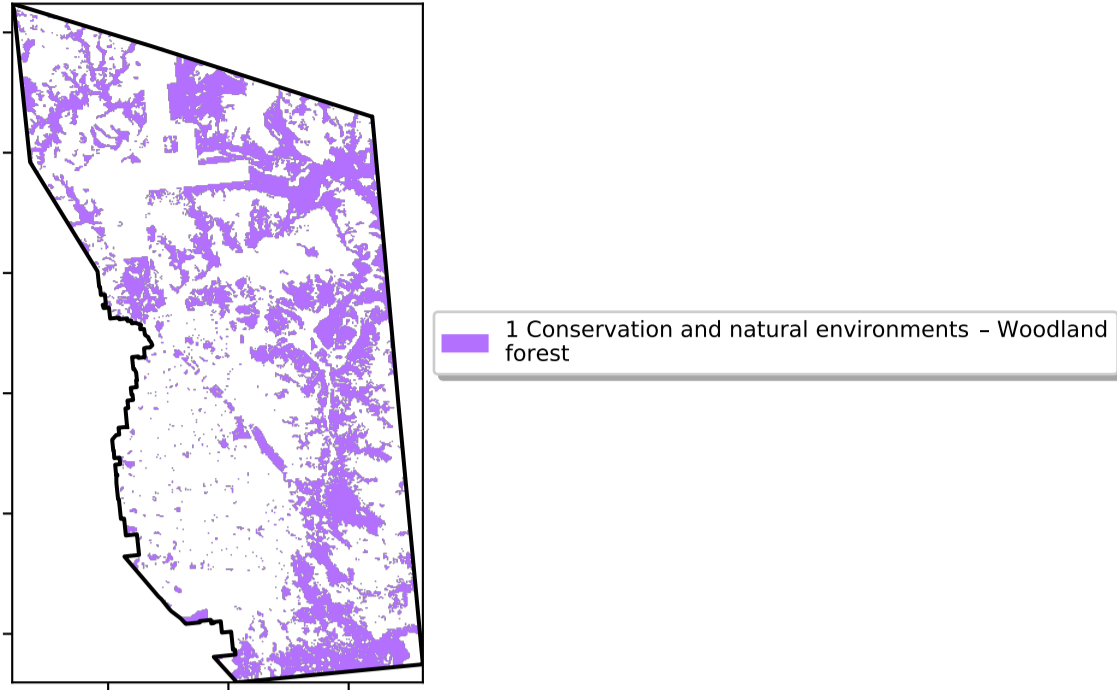 1 Conservation and natural environments – Woodland
forest